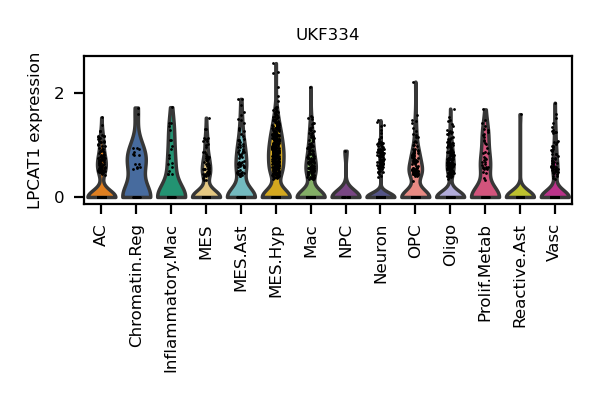 UKF334
LPCAT1 expression
2
0
AC
Chromatin.Reg
Inflammatory.Mac
MES
MES.Ast
MES.Hyp
Mac
NPC
Neuron
OPC
Oligo
Prolif.Metab
Reactive.Ast
Vasc